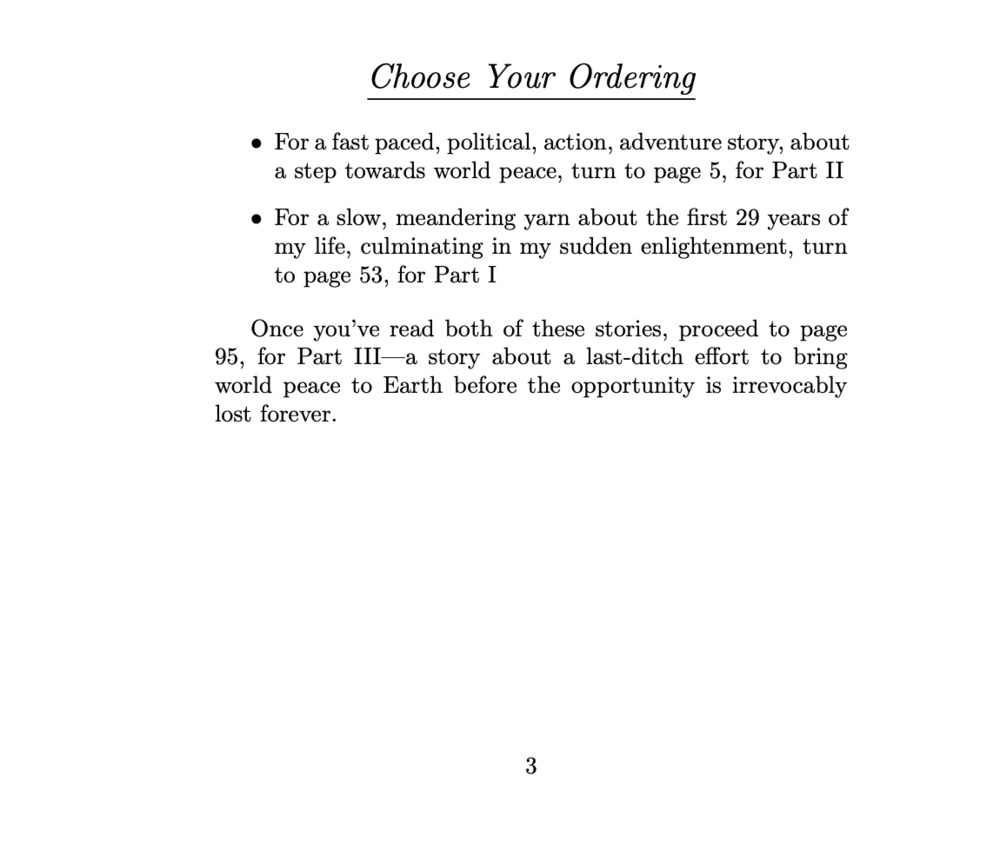 Choose Your Ordering
• For a fast paced, political, action, adventure story, about
a step towards world peace, turn to page 5, for Part II
• For a slow, meandering yarn about the first 29 years of
my life, culminating in my sudden enlightenment, turn
to page 53, for Part I
Once you've read both of these stories, proceed to page
95, for Part III—a story about a last-ditch effort to bring
world peace to Earth before the opportunity is irrevocably
lost forever.
3